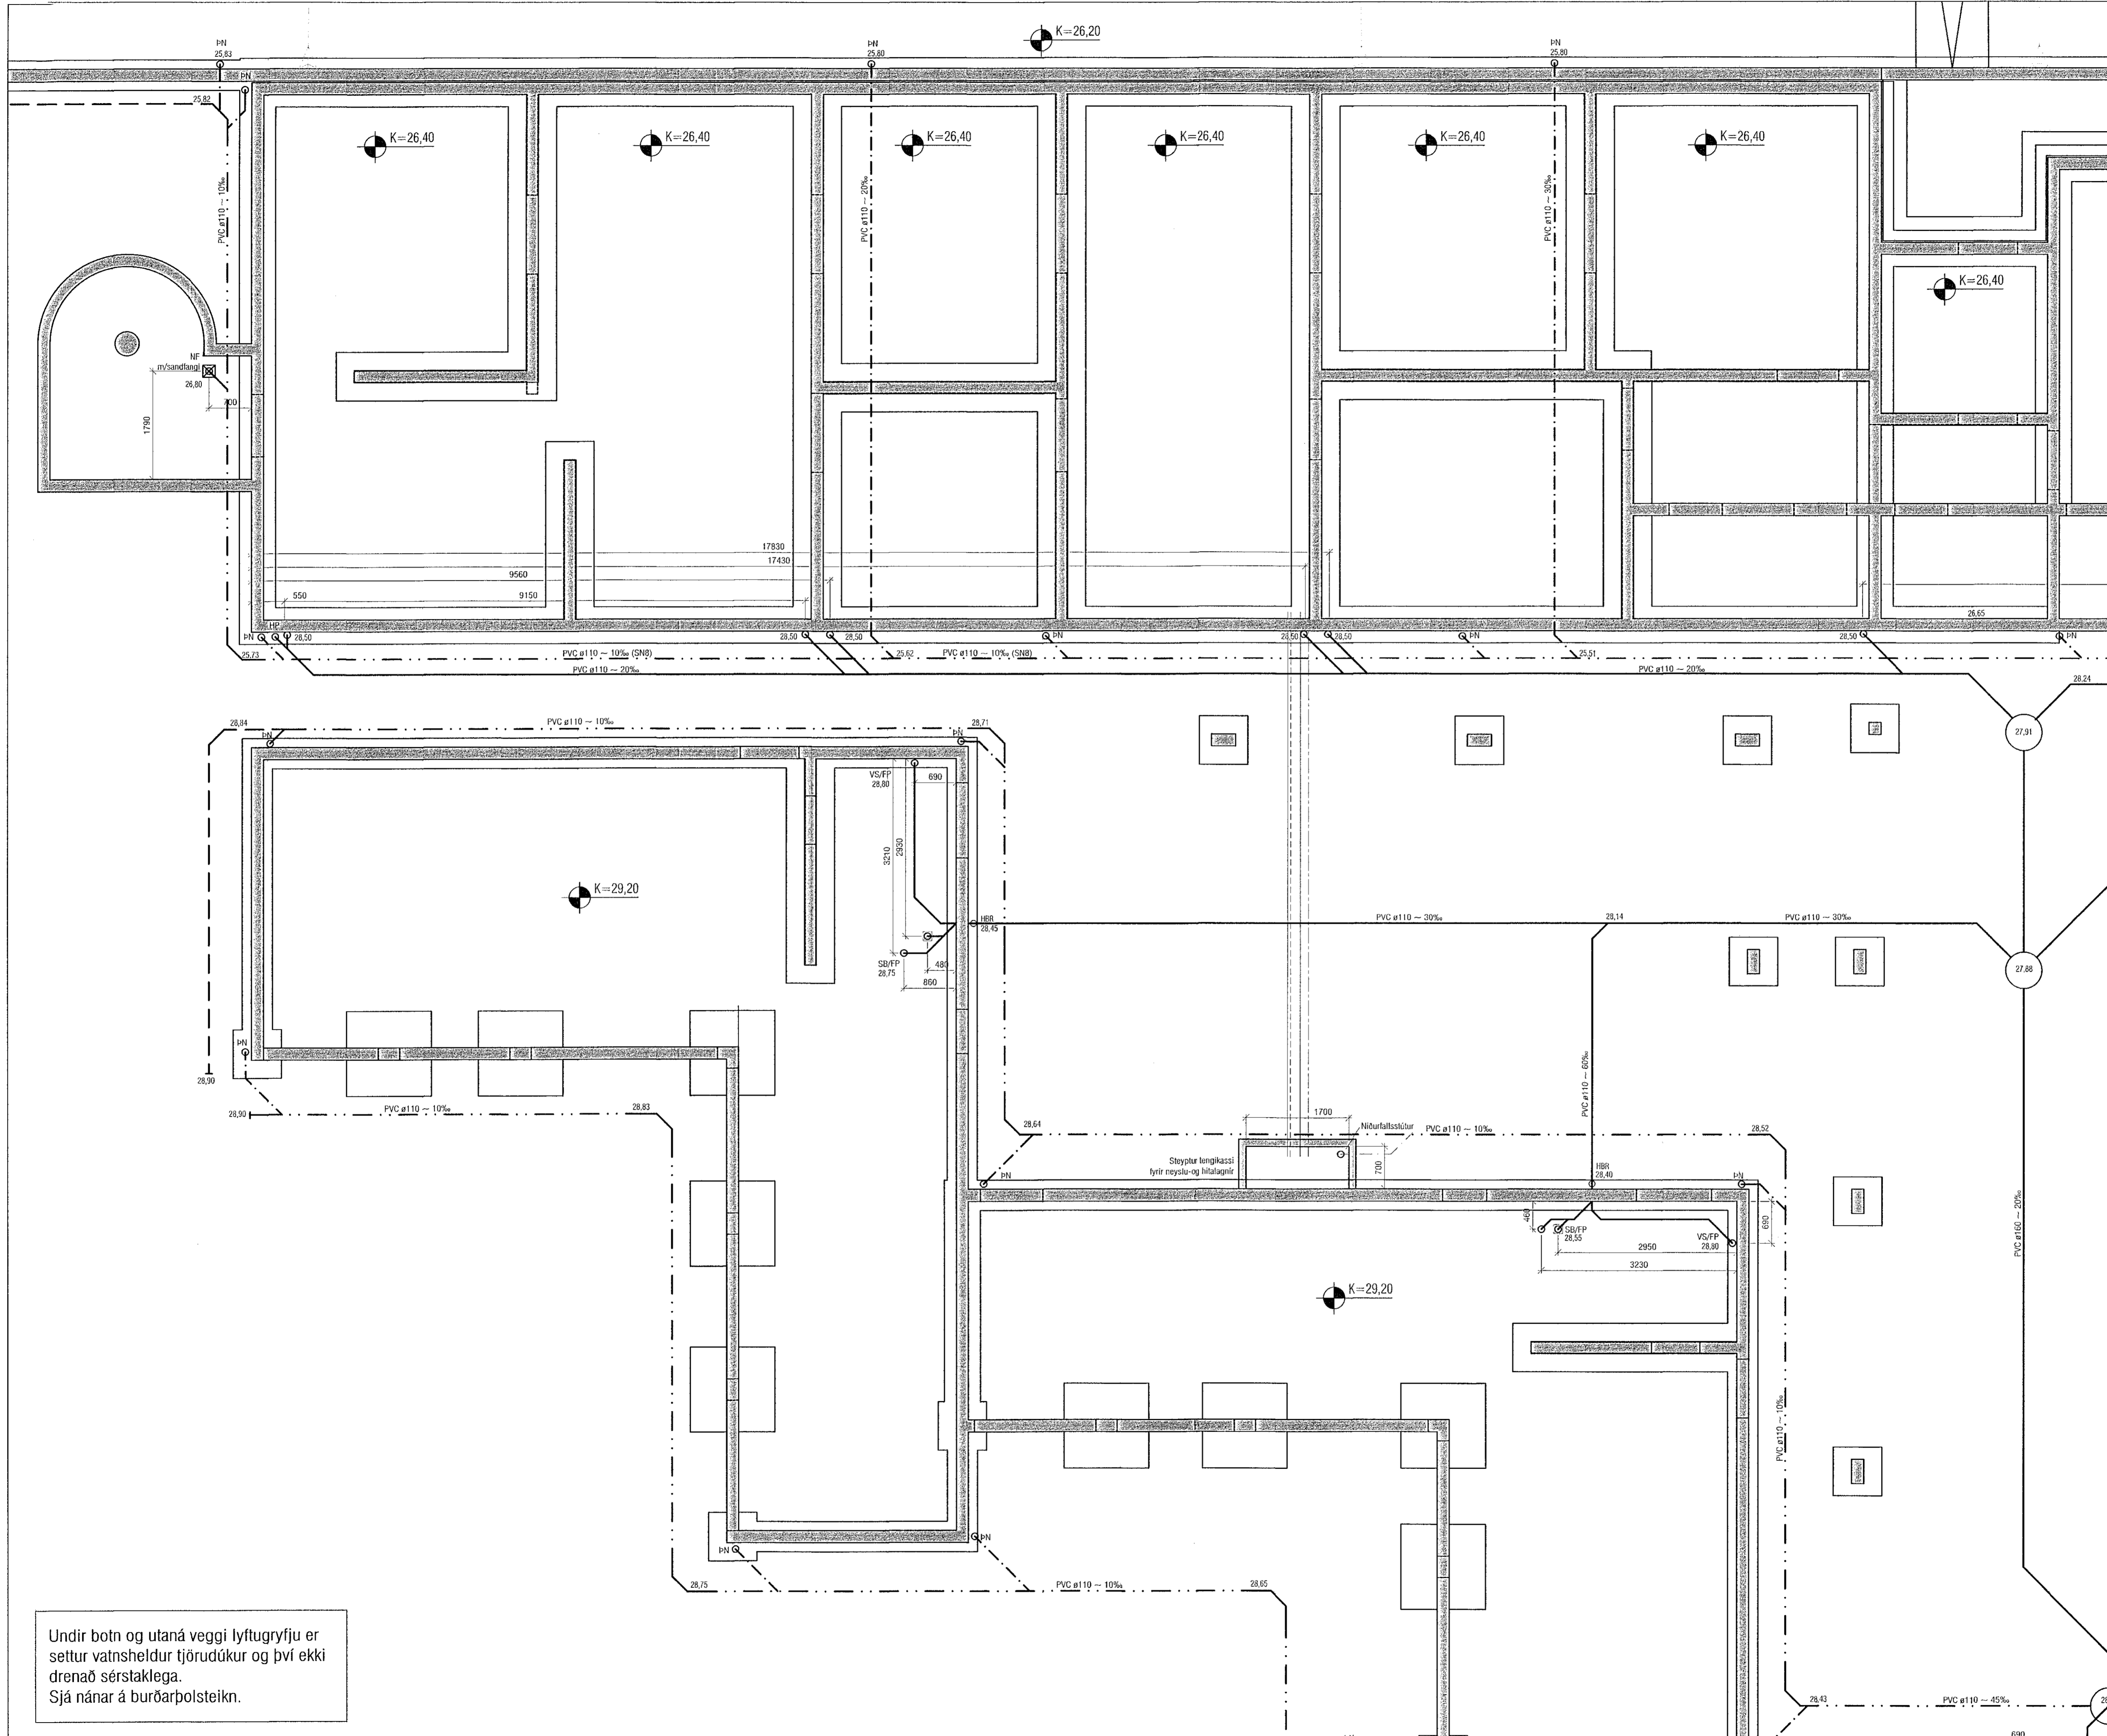 K=26,20
ÞN
25,83
ÞN
25,80
ÞN
25,80
ÞN
25,82
K=26,40
K=26,40
K=26,40
K=26,40
K=26,40
K=26,40
K=26,40
PVC ø110 ~ 10‰
PVC ø110 ~ 20‰
PVC ø110 ~ 30‰
NF
m/sandfangi
26,80
700
1790
17830
17430
9560
550
9150
26,65
ÞN
HP
28,50
28,50
28,50
ÞN
28,50
28,50
ÞN
28,50
ÞN
25,73
PVC ø110 ~ 10‰ (SN8)
25,62
PVC ø110 ~ 10‰ (SN8)
25,51
PVC ø110 ~ 20‰
PVC ø110 ~ 20‰
28,24
27,91
28,84
PVC ø110 ~ 10‰
28,71
ÞN
ÞN
VS/FP
28,80
690
3210
2930
K=29,20
HBR
28,45
PVC ø110 ~ 30‰
28,14
PVC ø110 ~ 30‰
SB/FP
28,75
480
860
27,88
ÞN
28,90
28,90
PVC ø110 ~ 10‰
28,83
PVC ø110 ~ 60‰
1700
28,64
Niðurfallsstútur
PVC ø110 ~ 10‰
28,52
Steyptur tengikassi
fyrir neyslu-og hitalagnir
700
ÞN
HBR
28,40
ÞN
460
SB/FP
28,55
VS/FP
28,80
690
2950
3230
PVC ø160 ~ 20‰
K=29,20
PVC ø110 ~ 10‰
ÞN
ÞN
28,75
PVC ø110 ~ 10‰
28,65
Undir botn og utaná veggi lyftugryfju er
settur vatnsheldur tjörudúkur og því ekki
drenað sérstaklega.
Sjá nánar á burðarþolsteikn.
28,43
PVC ø110 ~ 45‰
690